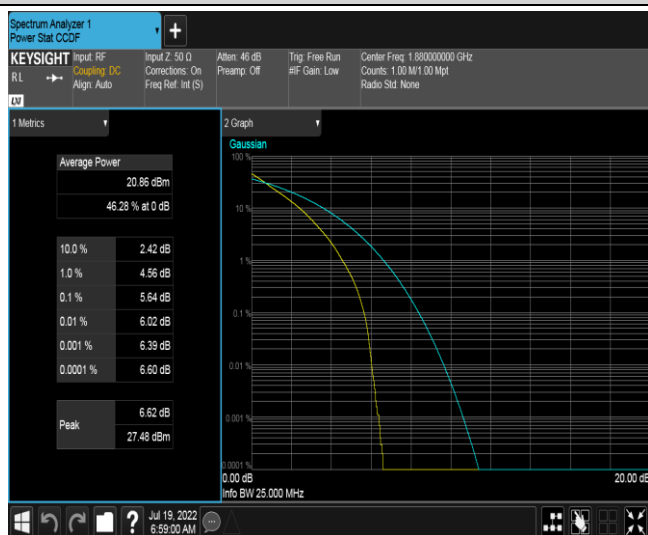 Spectrum Analyzer 1
Power Stat CCDF
KEYSIGHT
RL
LXI
Input: RF
Coupling: DC
Align: Auto
Input Z: 50 Ω
Corrections: On
Freq Ref: Int (S)
Atten: 46 dB
Preamp: Off
Trig: Free Run
#IF Gain: Low
Center Freq: 1.880000000 GHz
Counts: 1.00 M/1.00 Mpt
Radio Std: None
1 Metrics
Average Power
20.86 dBm
46.28 % at 0 dB
10.0 % 2.42 dB
1.0 % 4.56 dB
0.1 % 5.64 dB
0.01 % 6.02 dB
0.001 % 6.39 dB
0.0001 % 6.60 dB
Peak
6.62 dB
27.48 dBm
2 Graph
Gaussian
100 %
10 %
1 %
0.1 %
0.01 %
0.001 %
0.0001 %
0.00 dB
20.00 dB
Info BW 25.000 MHz
?
Jul 19, 2022
6:59:00 AM